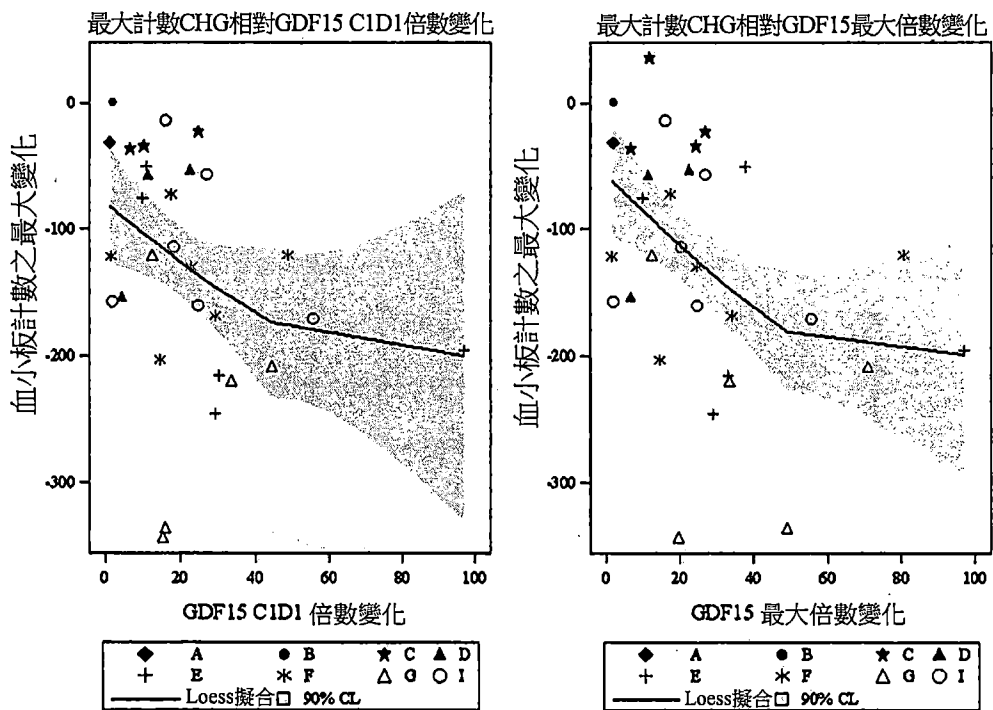 最大計數CHG相對GDF15 C1D1倍數變化
血小板計數之最大變化
0
-100
-200
-300
0 20 40 60 80 100
GDF15 C1D1 倍數變化
A B C D
E F G I
Loess擬合 90% CL
最大計數CHG相對GDF15最大倍數變化
血小板計數之最大變化
0
-100
-200
-300
0 20 40 60 80 100
GDF15 最大倍數變化
A B C D
E F G I
Loess擬合 90% CL